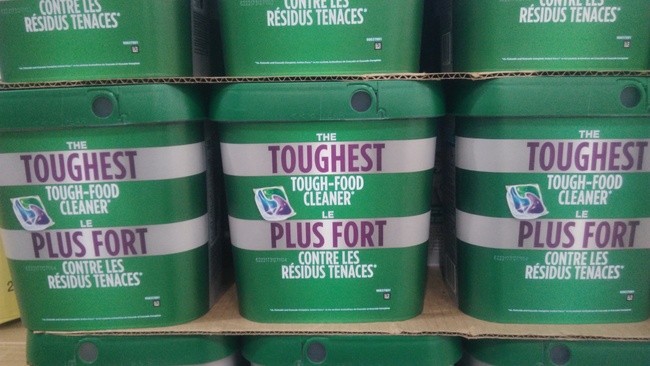 CONTRE LES CONTRE LES CONTRE LES
RÉSIDUS TENACES RÉSIDUS TENACES RÉSIDUS TENACES
THE
TOUGHEST
TOUGH-FOOD
CLEANER*
LE
PLUS FORT
CONTRE LES
RÉSIDUS TENACES*
THE
TOUGHEST
TOUGH-FOOD
CLEANER*
LE
PLUS FORT
CONTRE LES
RÉSIDUS TENACES*
THE
TOUGHEST
TOUGH-FOOD
CLEANER*
LE
PLUS FORT
CONTRE LES
RÉSIDUS TENACES*